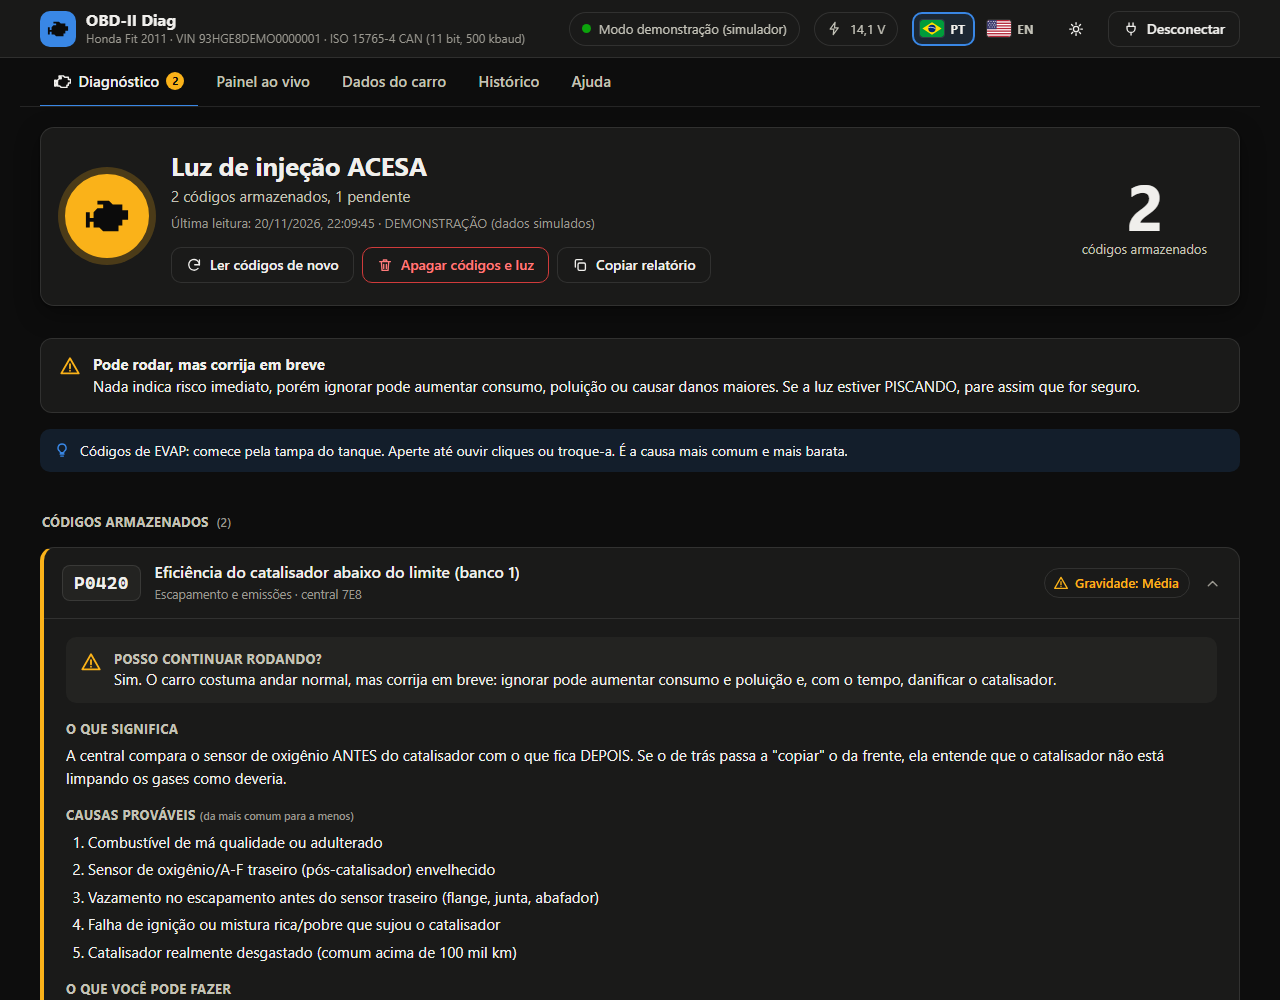 OBD-II Diag
Honda Fit 2011 · VIN 93HGE8DEMO0000001 · ISO 15765-4 CAN (11 bit, 500 kbaud)
Modo demonstração (simulador)
14,1 V
PT
EN
Desconectar
Diagnóstico 2
Painel ao vivo
Dados do carro
Histórico
Ajuda
Luz de injeção ACESA
2 códigos armazenados, 1 pendente
Última leitura: 20/11/2026, 22:09:45 · DEMONSTRAÇÃO (dados simulados)
Ler códigos de novo
Apagar códigos e luz
Copiar relatório
2
códigos armazenados
Pode rodar, mas corrija em breve
Nada indica risco imediato, porém ignorar pode aumentar consumo, poluição ou causar danos maiores. Se a luz estiver PISCANDO, pare assim que for seguro.
Códigos de EVAP: comece pela tampa do tanque. Aperte até ouvir cliques ou troque-a. É a causa mais comum e mais barata.
CÓDIGOS ARMAZENADOS (2)
P0420
Eficiência do catalisador abaixo do limite (banco 1)
Escapamento e emissões · central 7E8
Gravidade: Média
POSSO CONTINUAR RODANDO?
Sim. O carro costuma andar normal, mas corrija em breve: ignorar pode aumentar consumo e poluição e, com o tempo, danificar o catalisador.
O QUE SIGNIFICA
A central compara o sensor de oxigênio ANTES do catalisador com o que fica DEPOIS. Se o de trás passa a "copiar" o da frente, ela entende que o catalisador não está
limpando os gases como deveria.
CAUSAS PROVÁVEIS (da mais comum para a menos)
1. Combustível de má qualidade ou adulterado
2. Sensor de oxigênio/A-F traseiro (pós-catalisador) envelhecido
3. Vazamento no escapamento antes do sensor traseiro (flange, junta, abafador)
4. Falha de ignição ou mistura rica/pobre que sujou o catalisador
5. Catalisador realmente desgastado (comum acima de 100 mil km)
O QUE VOCÊ PODE FAZER